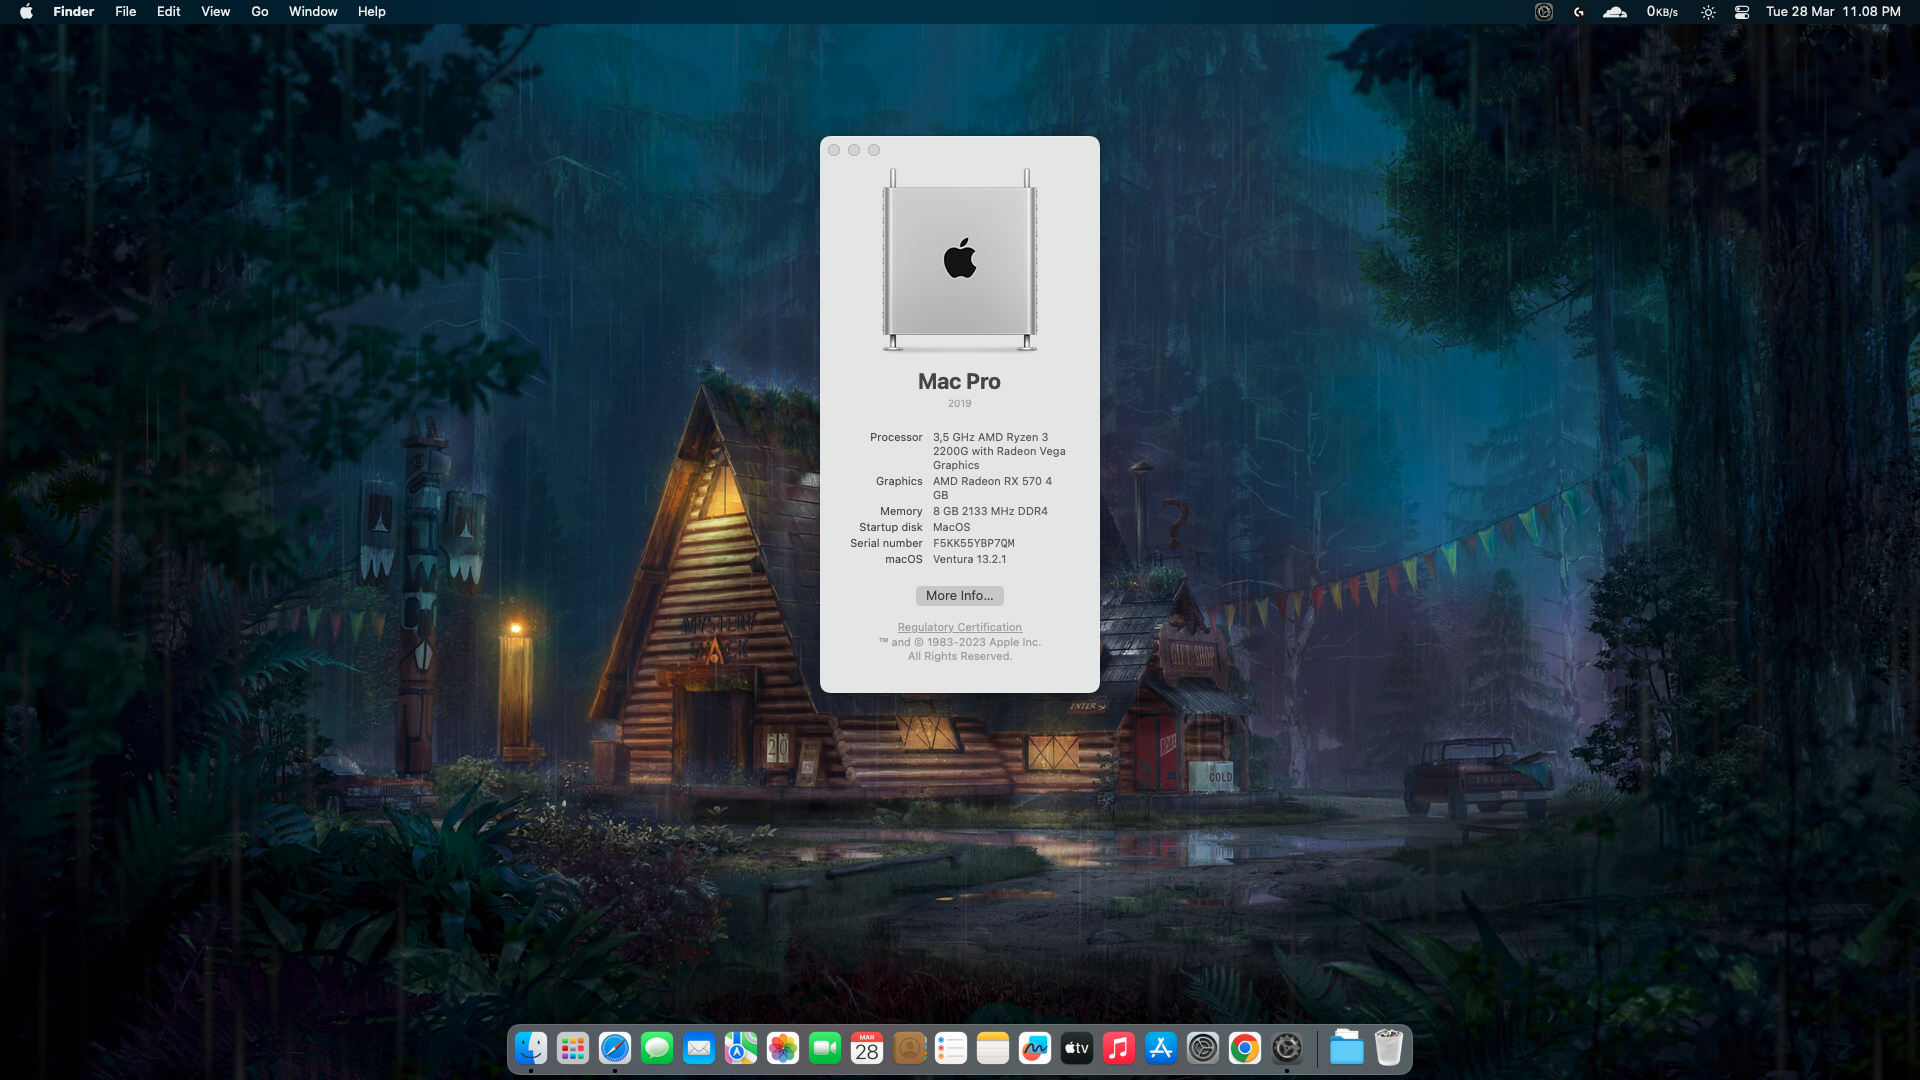 Finder File Edit View Go Window Help
0KB/s Tue 28 Mar 11.08 PM
Mac Pro
2019
Processor 3,5 GHz AMD Ryzen 3
2200G with Radeon Vega
Graphics
Graphics AMD Radeon RX 570 4
GB
Memory 8 GB 2133 MHz DDR4
Startup disk MacOS
Serial number F5KK55YBP7QM
macOS Ventura 13.2.1
More Info...
Regulatory Certification
™ and © 1983-2023 Apple Inc.
All Rights Reserved.
MYSTERY
SHACK
GIFT SHOP
ENTER
20
COLD
MAR
28
tv